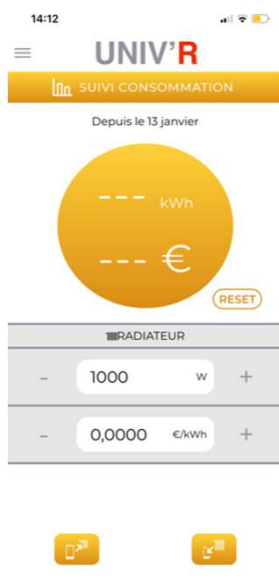 14:12
UNIV'R
SUIVI CONSOMMATION
Depuis le 13 janvier
--- kWh
--- €
RESET
RADIATEUR
- 1000 W +
- 0,0000 €/kWh +